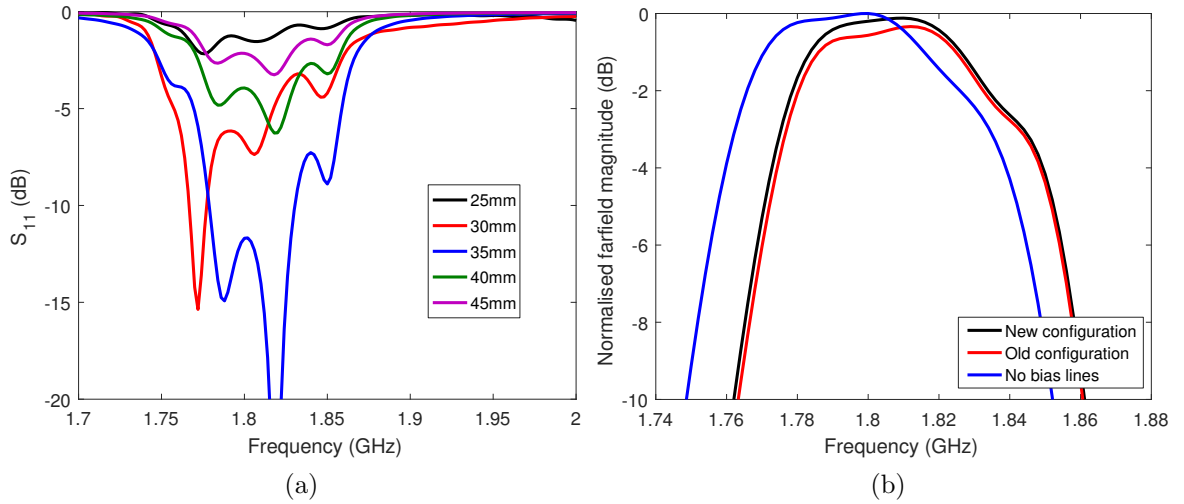 0
-5
-10
-15
-20
S11 (dB)
1.7
1.75
1.8
1.85
1.9
1.95
2
Frequency (GHz)
25mm
30mm
35mm
40mm
45mm
(a)
0
-2
-4
-6
-8
-10
Normalised farfield magnitude (dB)
1.74
1.76
1.78
1.8
1.82
1.84
1.86
1.88
Frequency (GHz)
New configuration
Old configuration
No bias lines
(b)